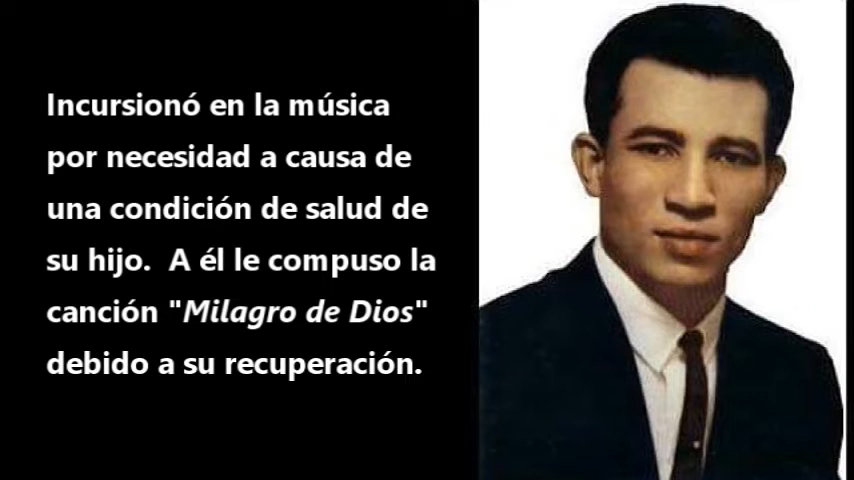 Incursionó en la música
por necesidad a causa de
una condición de salud de
su hijo.  A él le compuso la
canción "Milagro de Dios"
debido a su recuperación.